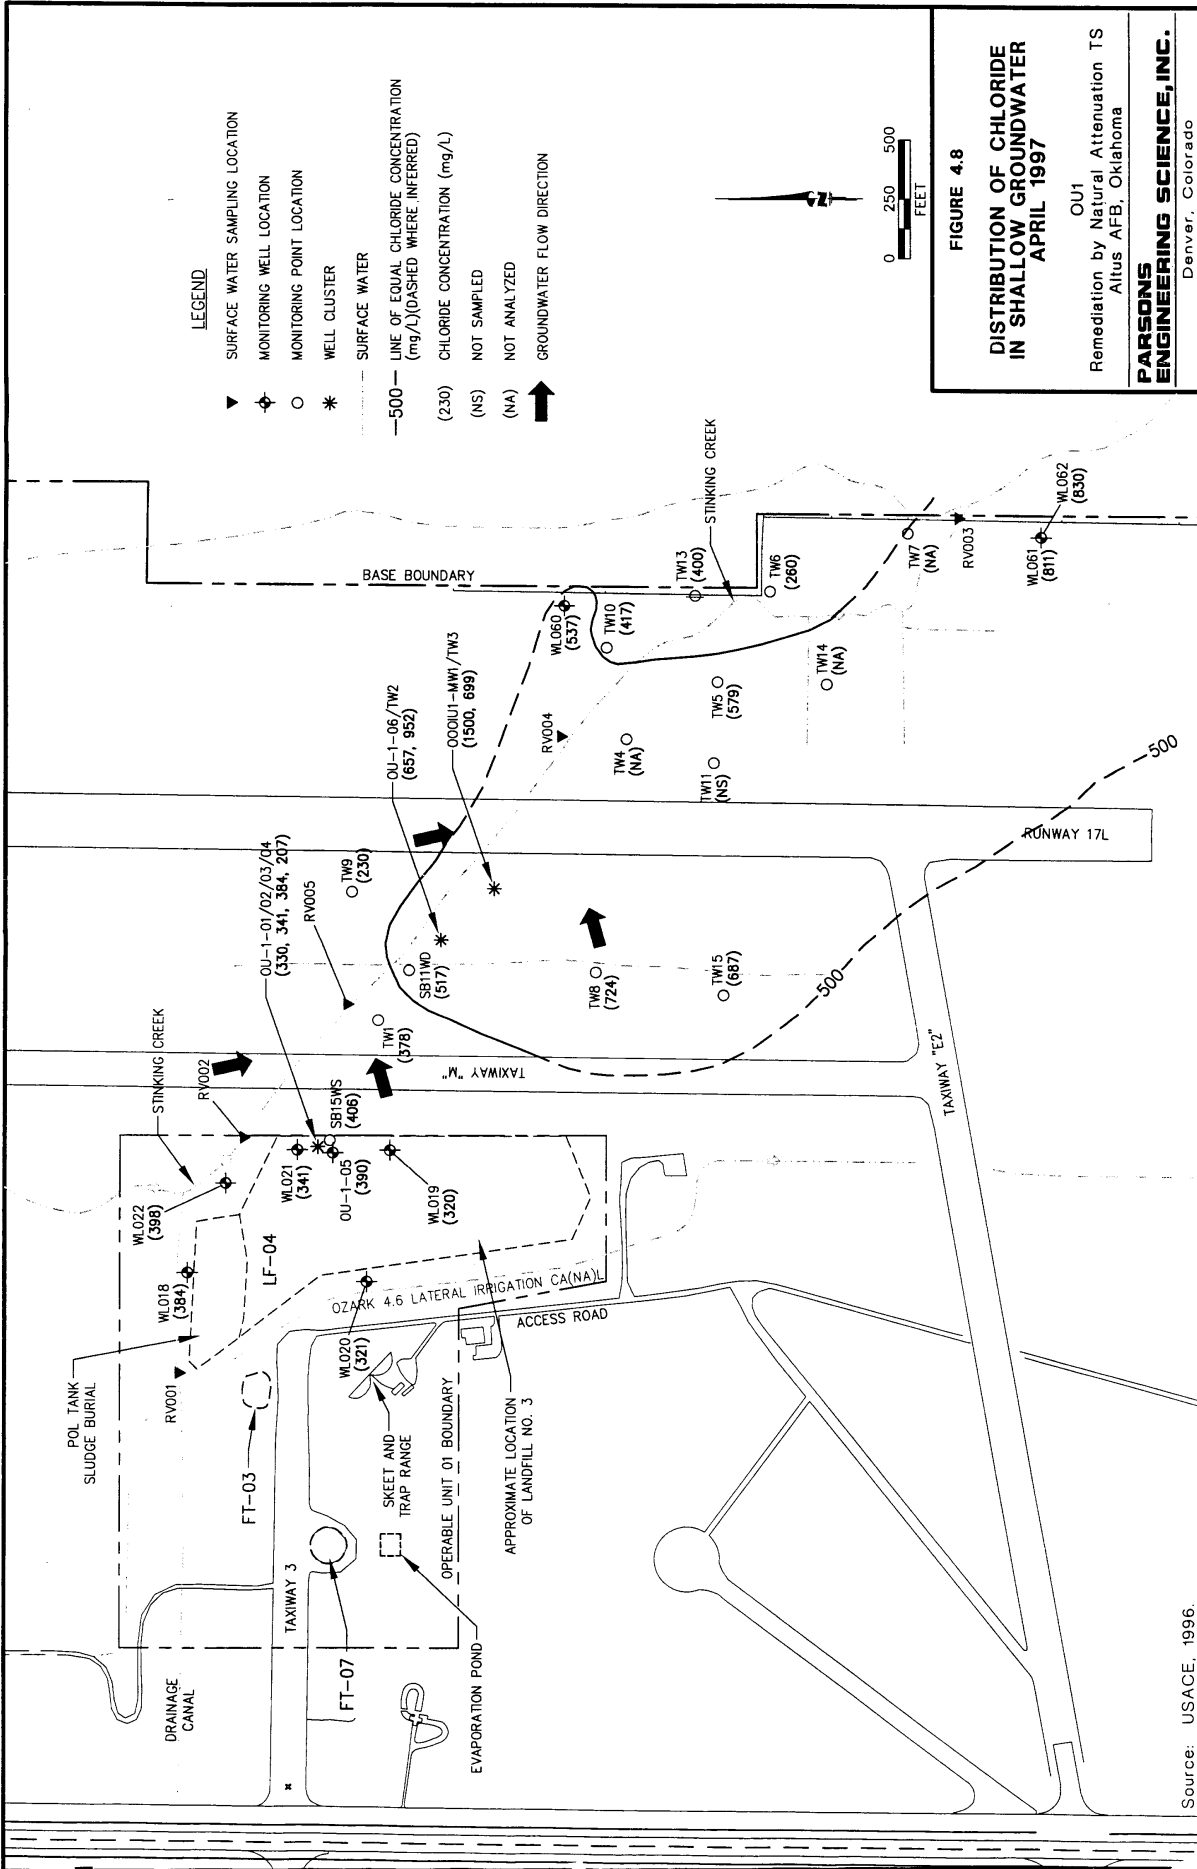 LEGEND
SURFACE WATER SAMPLING LOCATION
MONITORING WELL LOCATION
MONITORING POINT LOCATION
WELL CLUSTER
SURFACE WATER
—500— LINE OF EQUAL CHLORIDE CONCENTRATION
(mg/L)(DASHED WHERE INFERRED)
(230) CHLORIDE CONCENTRATION (mg/L)
(NS) NOT SAMPLED
(NA) NOT ANALYZED
GROUNDWATER FLOW DIRECTION
N
0 250 500
FEET
FIGURE 4.8
DISTRIBUTION OF CHLORIDE
IN SHALLOW GROUNDWATER
APRIL 1997
OU1
Remediation by Natural Attenuation TS
Altus AFB, Oklahoma
PARSONS
ENGINEERING SCIENCE, INC.
Denver, Colorado
DRAINAGE
CANAL
POL TANK
SLUDGE BURIAL
RV001
WL018
(384)
WL022
(398)
STINKING CREEK
RV002
OU-1-01/02/03/04
(330, 341, 384, 207)
RV005
TW9
(230)
OU-1-06/TW2
(657, 952)
OOOIU1-MW1/TW3
(1500, 699)
BASE BOUNDARY
TAXIWAY 3
FT-03
FT-07
LF-04
WL021
(341)
OU-1-05
(390)
SB15WS
(406)
WL019
(320)
TW1
(378)
SB11WD
(517)
RV004
WL060
(537)
TW10
(417)
TW13
(400)
STINKING CREEK
TW6
(260)
WL020
(321)
OZARK 4.6 LATERAL IRRIGATION CA(NA)L
ACCESS ROAD
SKEET AND
TRAP RANGE
EVAPORATION POND
OPERABLE UNIT 01 BOUNDARY
APPROXIMATE LOCATION
OF LANDFILL NO. 3
TAXIWAY "M"
TW8
(724)
TW15
(687)
TW4
(NA)
TW11
(NS)
TW5
(579)
TW14
(NA)
TW7
(NA)
RV003
WL061
(811)
WL062
(830)
500
500
RUNWAY 17L
TAXIWAY "E2"
Source: USACE, 1996.